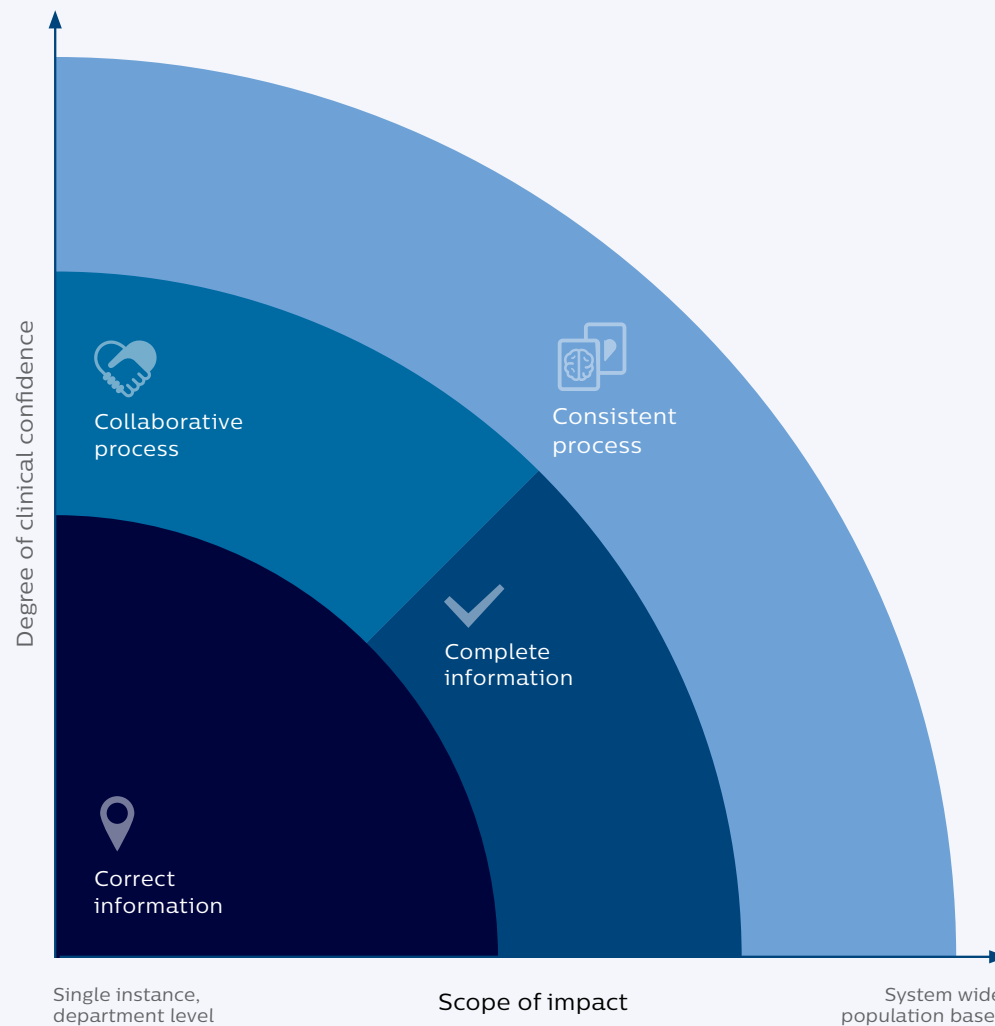 Degree of clinical confidence
Collaborative
process
Consistent
process
Complete
information
Correct
information
Single instance,
department level
Scope of impact
System wide
population base